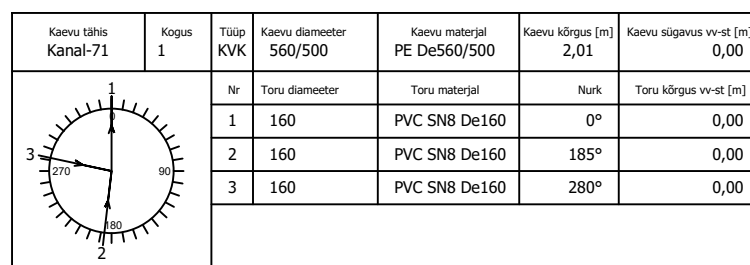 Kaevu tähis Kogus Tüüp Kaevu diameeter Kaevu materjal Kaevu kõrgus [m] Kaevu sügavus vv-st [m]
Kanal-71 1 KVK 560/500 PE De560/500 2,01 0,00
Nr Toru diameeter Toru materjal Nurk Toru kõrgus vv-st [m]
1 160 PVC SN8 De160 0° 0,00
2 160 PVC SN8 De160 185° 0,00
3 160 PVC SN8 De160 280° 0,00
1
0
3
270 90
180
2